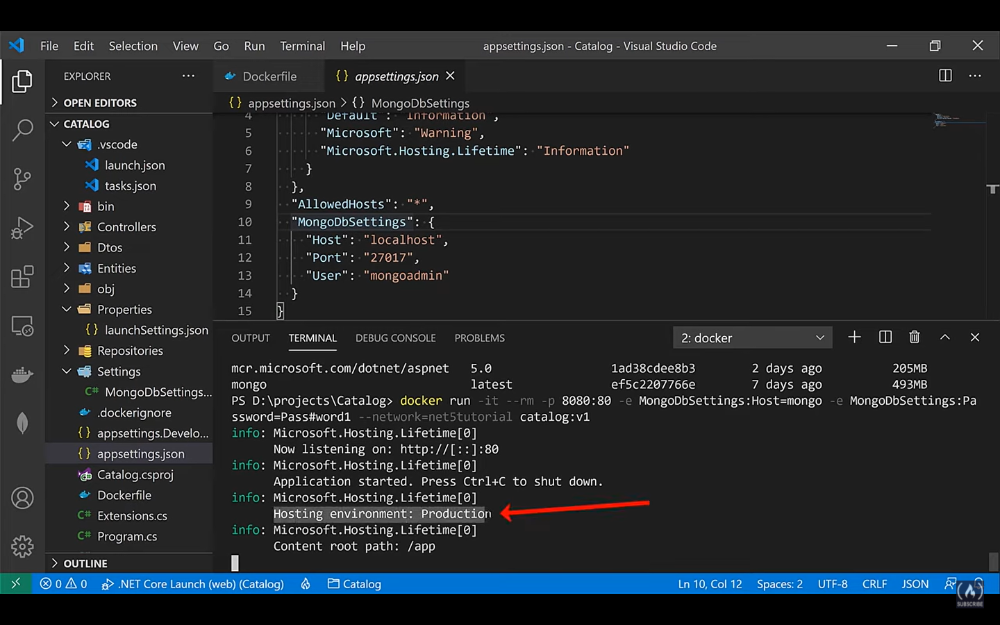 File Edit Selection View Go Run Terminal Help appsettings.json - Catalog - Visual Studio Code
EXPLORER
OPEN EDITORS
CATALOG
.vscode
launch.json
tasks.json
bin
Controllers
Dtos
Entities
obj
Properties
launchSettings.json
Repositories
Settings
MongoDbSettings...
.dockerignore
appsettings.Develo...
appsettings.json
Catalog.csproj
Dockerfile
Extensions.cs
Program.cs
OUTLINE
Dockerfile {} appsettings.json
{} appsettings.json > {} MongoDbSettings
4 "Default": "Information",
5 "Microsoft": "Warning",
6 "Microsoft.Hosting.Lifetime": "Information"
7 }
8 },
9 "AllowedHosts": "*",
10 "MongoDbSettings": {
11 "Host": "localhost",
12 "Port": "27017",
13 "User": "mongoadmin"
14 }
15 }
OUTPUT TERMINAL DEBUG CONSOLE PROBLEMS 2: docker
mcr.microsoft.com/dotnet/aspnet 5.0 1ad38cdee8b3 2 days ago 205MB
mongo latest ef5c2207766e 7 days ago 493MB
PS D:\projects\Catalog> docker run -it --rm -p 8080:80 -e MongoDbSettings:Host=mongo -e MongoDbSettings:Pa
ssword=Pass#word1 --network=net5tutorial catalog:v1
info: Microsoft.Hosting.Lifetime[0]
Now listening on: http://[::]:80
info: Microsoft.Hosting.Lifetime[0]
Application started. Press Ctrl+C to shut down.
info: Microsoft.Hosting.Lifetime[0]
Hosting environment: Production
info: Microsoft.Hosting.Lifetime[0]
Content root path: /app
0 0 .NET Core Launch (web) (Catalog) Catalog Ln 10, Col 12 Spaces: 2 UTF-8 CRLF JSON
SUBSCRIBE